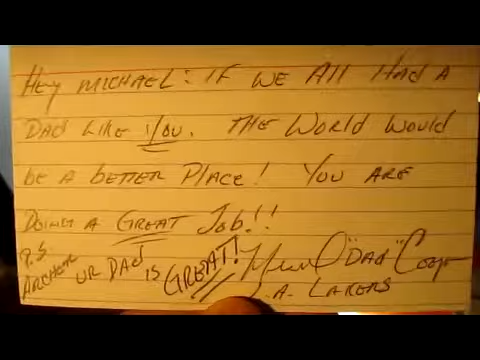 Hey MICHAEL: IF WE All HAD A
DAD LIKE YOU. THE WORLD WOULD
BE A BETTER PLACE! YOU ARE
DOING A GREAT JOB!!
P.S. ARCHER UR DAD IS GREAT!
"DAD" Coop
L.A. LAKERS